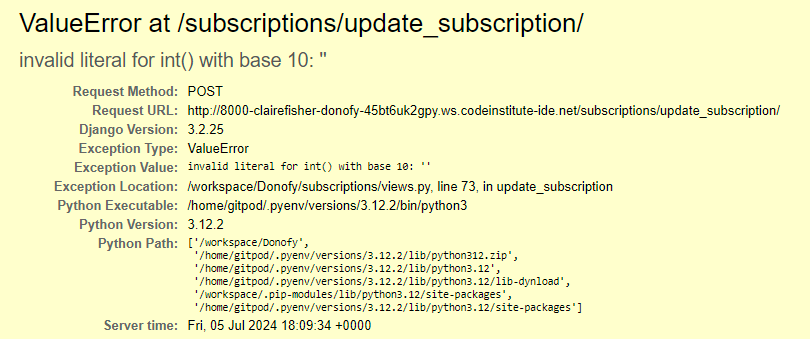 ValueError at /subscriptions/update_subscription/
invalid literal for int() with base 10: ''
Request Method: POST
Request URL: http://8000-clairefisher-donofy-45bt6uk2gpy.ws.codeinstitute-ide.net/subscriptions/update_subscription/
Django Version: 3.2.25
Exception Type: ValueError
Exception Value: invalid literal for int() with base 10: ''
Exception Location: /workspace/Donofy/subscriptions/views.py, line 73, in update_subscription
Python Executable: /home/gitpod/.pyenv/versions/3.12.2/bin/python3
Python Version: 3.12.2
Python Path: ['/workspace/Donofy',
'/home/gitpod/.pyenv/versions/3.12.2/lib/python312.zip',
'/home/gitpod/.pyenv/versions/3.12.2/lib/python3.12',
'/home/gitpod/.pyenv/versions/3.12.2/lib/python3.12/lib-dynload',
'/workspace/.pip-modules/lib/python3.12/site-packages',
'/home/gitpod/.pyenv/versions/3.12.2/lib/python3.12/site-packages']
Server time: Fri, 05 Jul 2024 18:09:34 +0000